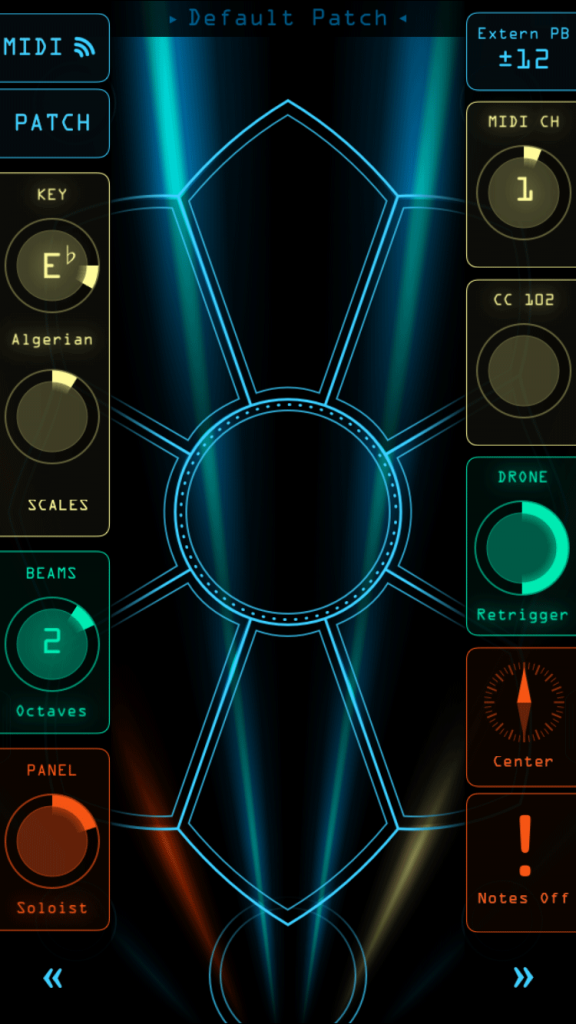 ▸ Default Patch ◂
MIDI
PATCH
KEY
E♭
Algerian
SCALES
BEAMS
2
Octaves
PANEL
Soloist
«
Extern PB
±12
MIDI CH
1
CC 102
DRONE
Retrigger
Center
!
Notes Off
»